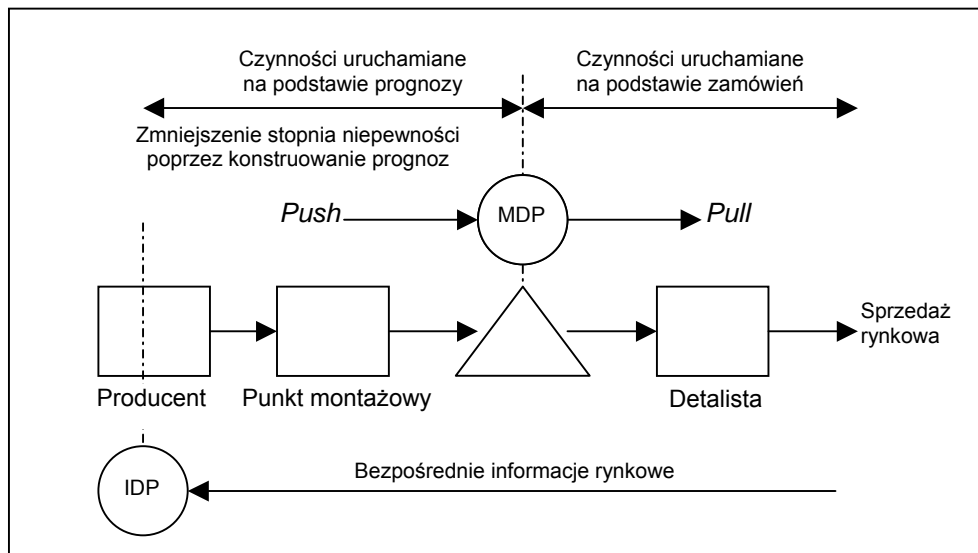 Czynności uruchamiane
na podstawie prognozy
Czynności uruchamiane
na podstawie zamówień
Zmniejszenie stopnia niepewności
poprzez konstruowanie prognoz
Push
MDP
Pull
Sprzedaż
rynkowa
Producent
Punkt montażowy
Detalista
IDP
Bezpośrednie informacje rynkowe